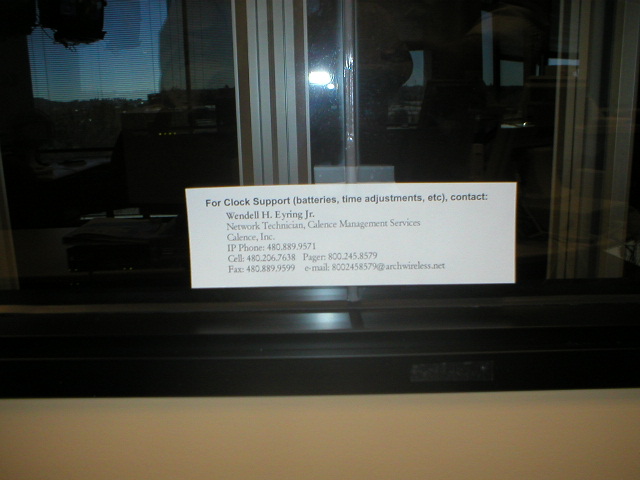 For Clock Support (batteries, time adjustments, etc), contact:
Wendell H. Eyring Jr.
Network Technician, Calence Management Services
Calence, Inc.
IP Phone: 480.889.9571
Cell: 480.206.7638 Pager: 800.245.8579
Fax: 480.889.9599 e-mail: 8002458579@archwireless.net